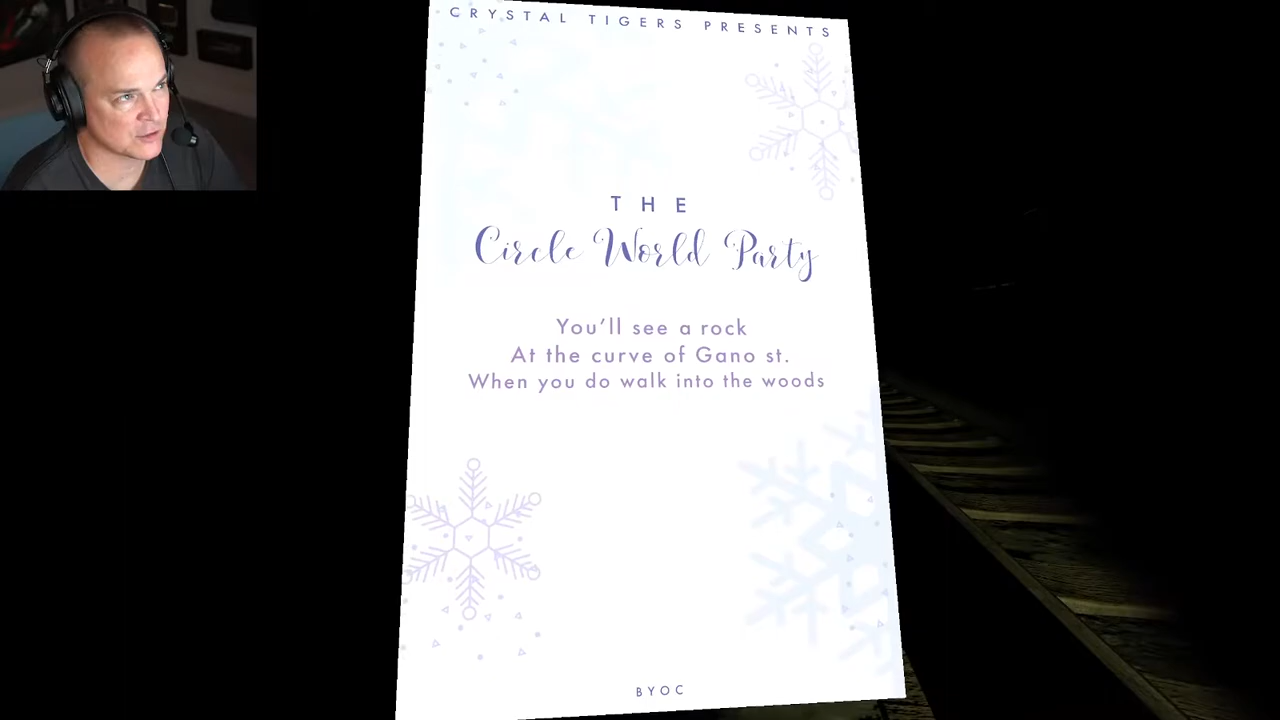 CRYSTAL TIGERS PRESENTS
THE
Circle World Party
You'll see a rock
At the curve of Gano st.
When you do walk into the woods
BYOC